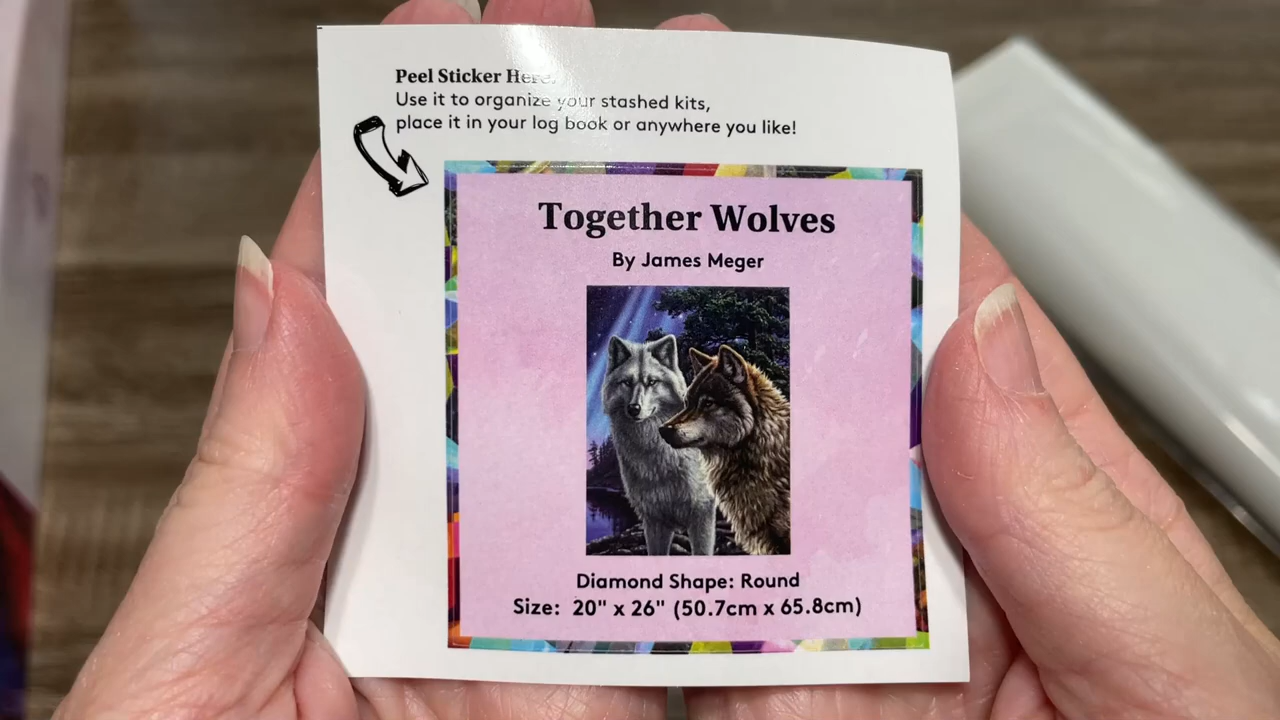 Peel Sticker Here.
Use it to organize your stashed kits,
place it in your log book or anywhere you like!
Together Wolves
By James Meger
Diamond Shape: Round
Size: 20" x 26" (50.7cm x 65.8cm)